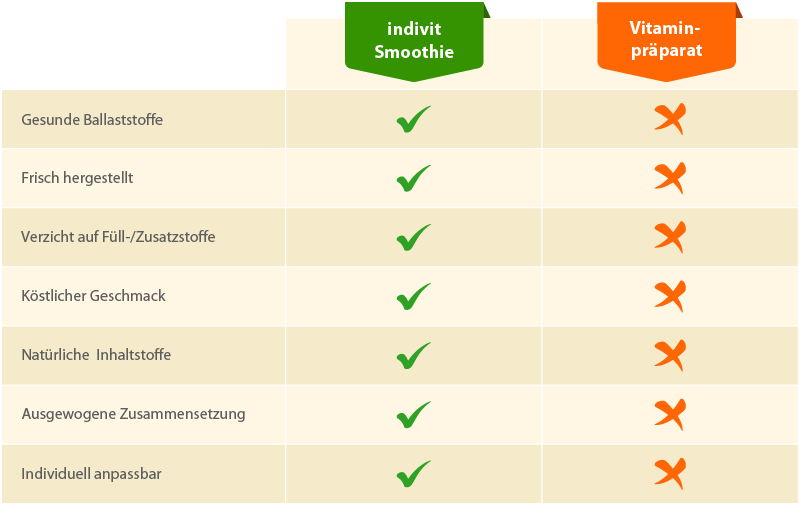 indivit
Smoothie
Vitamin-
präparat
Gesunde Ballaststoffe
Frisch hergestellt
Verzicht auf Füll-/Zusatzstoffe
Köstlicher Geschmack
Natürliche Inhaltstoffe
Ausgewogene Zusammensetzung
Individuell anpassbar